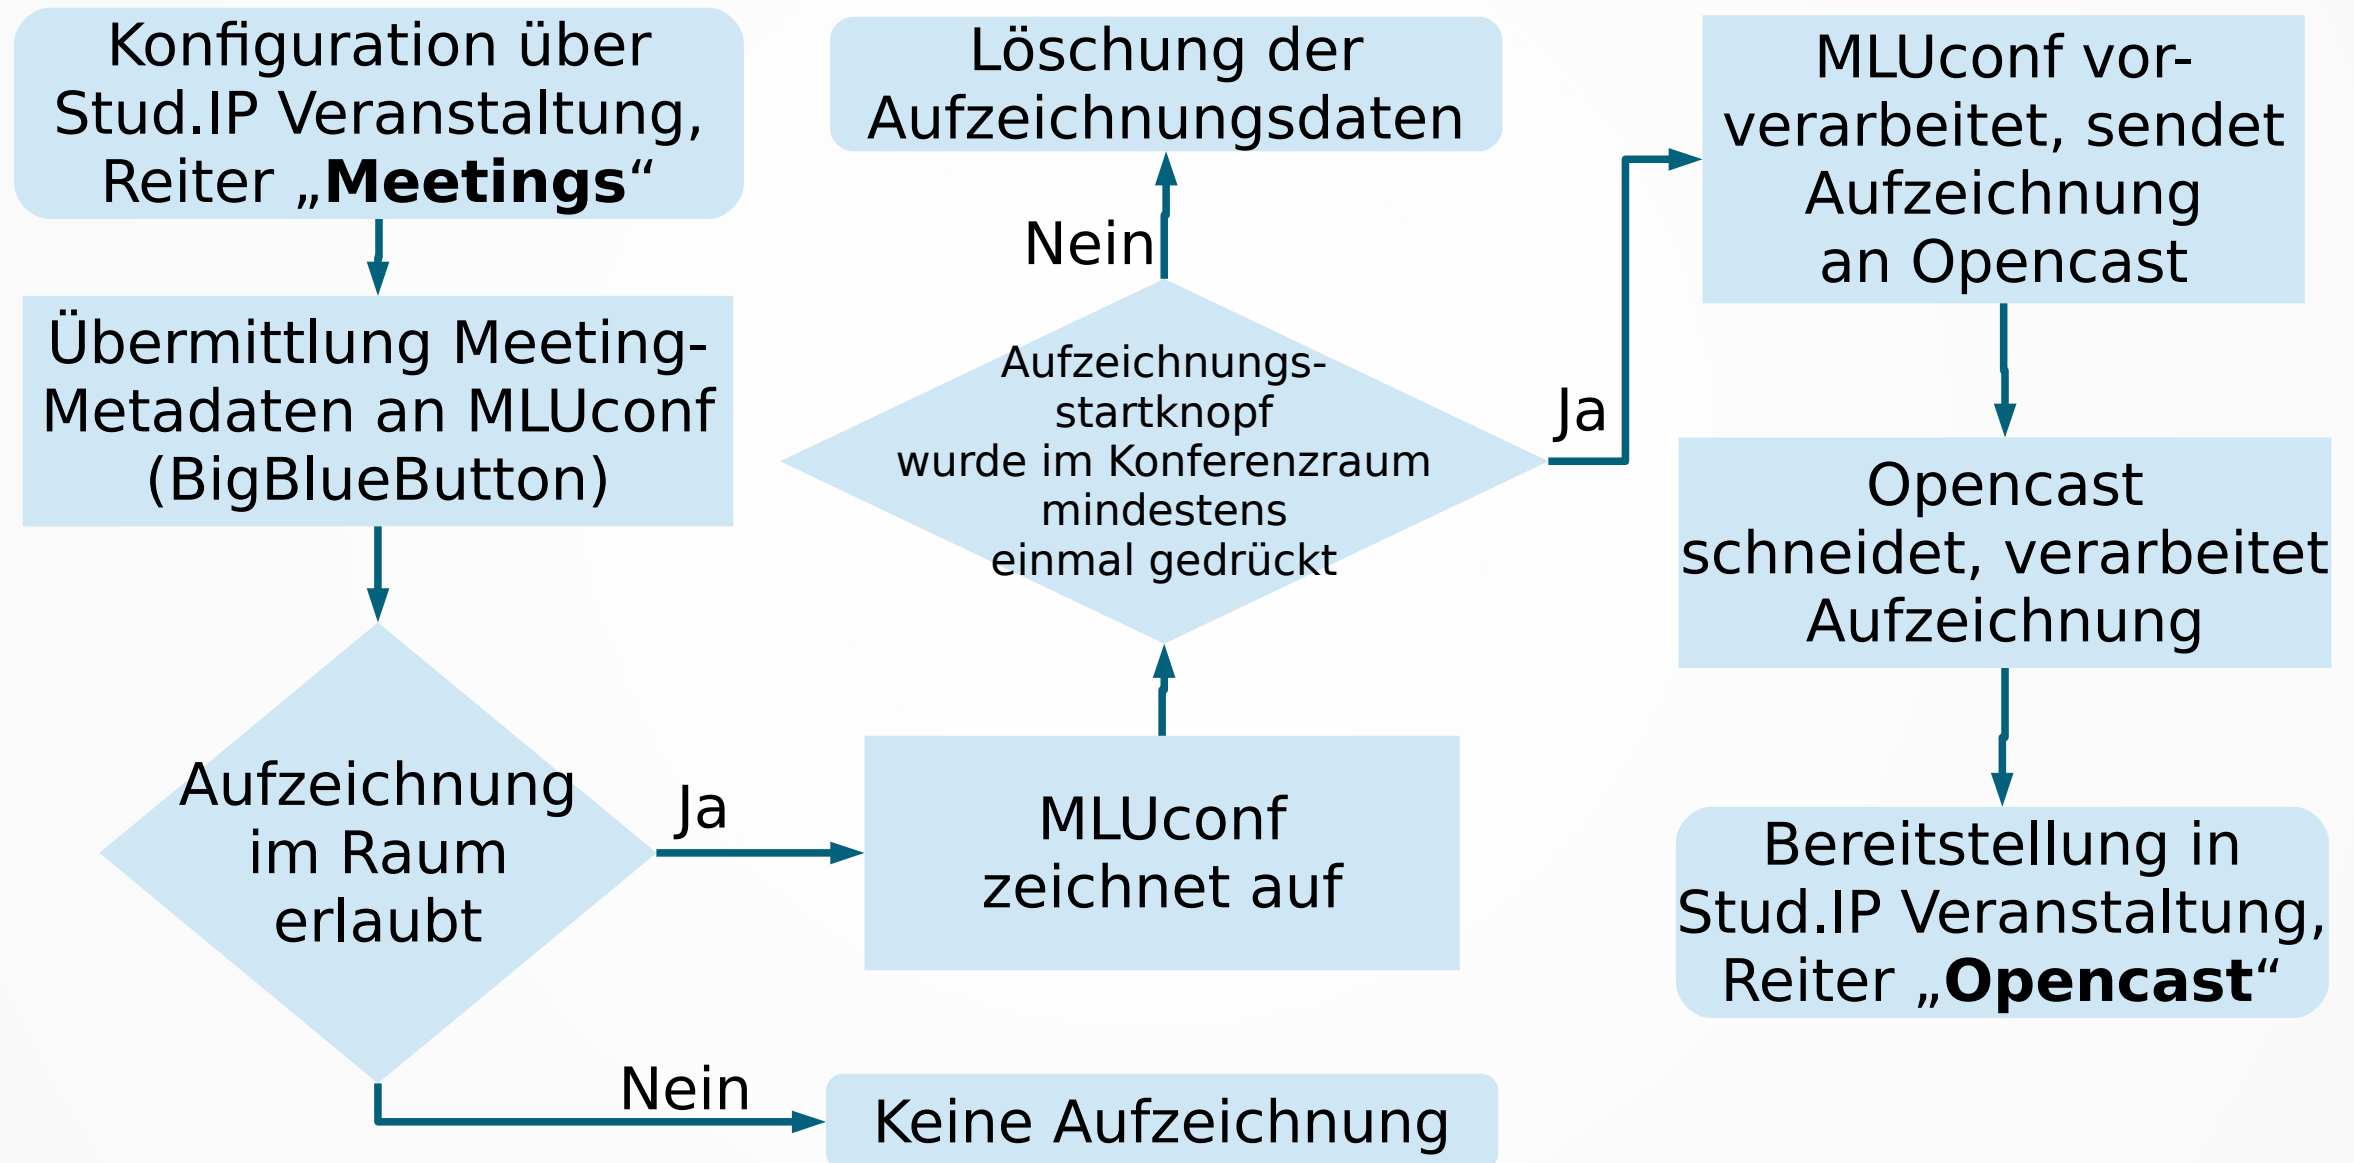 Konfiguration über
Stud.IP Veranstaltung,
Reiter „Meetings“
Übermittlung Meeting-
Metadaten an MLUconf
(BigBlueButton)
Aufzeichnung
im Raum
erlaubt
Ja
Nein
Keine Aufzeichnung
MLUconf
zeichnet auf
Aufzeichnungs-
startknopf
wurde im Konferenzraum
mindestens
einmal gedrückt
Nein
Löschung der
Aufzeichnungsdaten
Ja
MLUconf vor-
verarbeitet, sendet
Aufzeichnung
an Opencast
Opencast
schneidet, verarbeitet
Aufzeichnung
Bereitstellung in
Stud.IP Veranstaltung,
Reiter „Opencast“